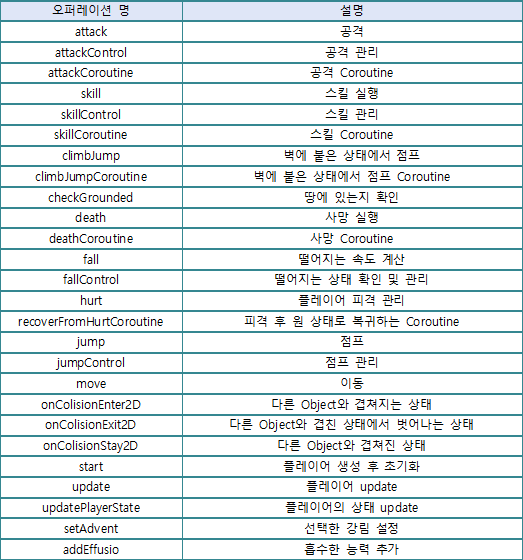 오퍼레이션 명 설명
attack 공격
attackControl 공격 관리
attackCoroutine 공격 Coroutine
skill 스킬 실행
skillControl 스킬 관리
skillCoroutine 스킬 Coroutine
climbJump 벽에 붙은 상태에서 점프
climbJumpCoroutine 벽에 붙은 상태에서 점프 Coroutine
checkGrounded 땅에 있는지 확인
death 사망 실행
deathCoroutine 사망 Coroutine
fall 떨어지는 속도 계산
fallControl 떨어지는 상태 확인 및 관리
hurt 플레이어 피격 관리
recoverFromHurtCoroutine 피격 후 원 상태로 복귀하는 Coroutine
jump 점프
jumpControl 점프 관리
move 이동
onColisionEnter2D 다른 Object와 겹쳐지는 상태
onColisionExit2D 다른 Object와 겹친 상태에서 벗어나는 상태
onColisionStay2D 다른 Object와 겹쳐진 상태
start 플레이어 생성 후 초기화
update 플레이어 update
updatePlayerState 플레이어의 상태 update
setAdvent 선택한 강림 설정
addEffusio 흡수한 능력 추가